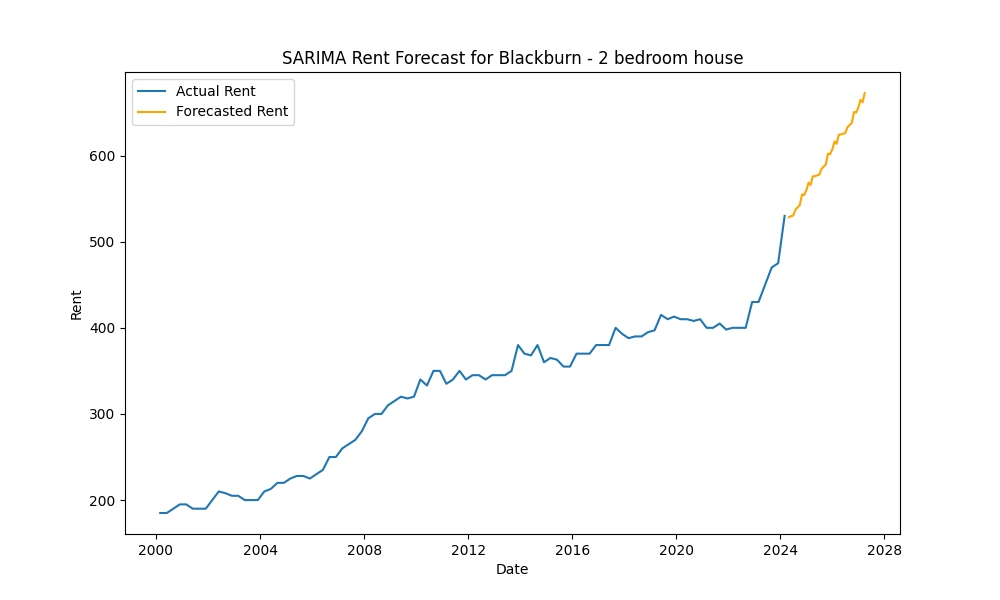 SARIMA Rent Forecast for Blackburn - 2 bedroom house
Actual Rent
Forecasted Rent
Rent
600
500
400
300
200
2000 2004 2008 2012 2016 2020 2024 2028
Date